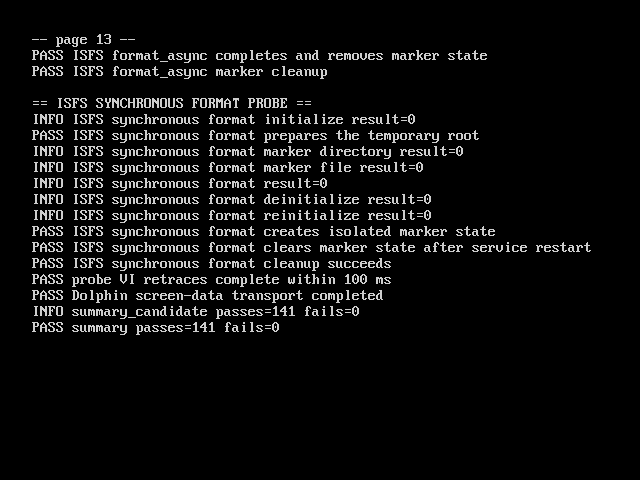 -- page 13 --
PASS ISFS format_async completes and removes marker state
PASS ISFS format_async marker cleanup
== ISFS SYNCHRONOUS FORMAT PROBE ==
INFO ISFS synchronous format initialize result=0
PASS ISFS synchronous format prepares the temporary root
INFO ISFS synchronous format marker directory result=0
INFO ISFS synchronous format marker file result=0
INFO ISFS synchronous format result=0
INFO ISFS synchronous format deinitialize result=0
INFO ISFS synchronous format reinitialize result=0
PASS ISFS synchronous format creates isolated marker state
PASS ISFS synchronous format clears marker state after service restart
PASS ISFS synchronous format cleanup succeeds
PASS probe VI retraces complete within 100 ms
PASS Dolphin screen-data transport completed
INFO summary_candidate passes=141 fails=0
PASS summary passes=141 fails=0